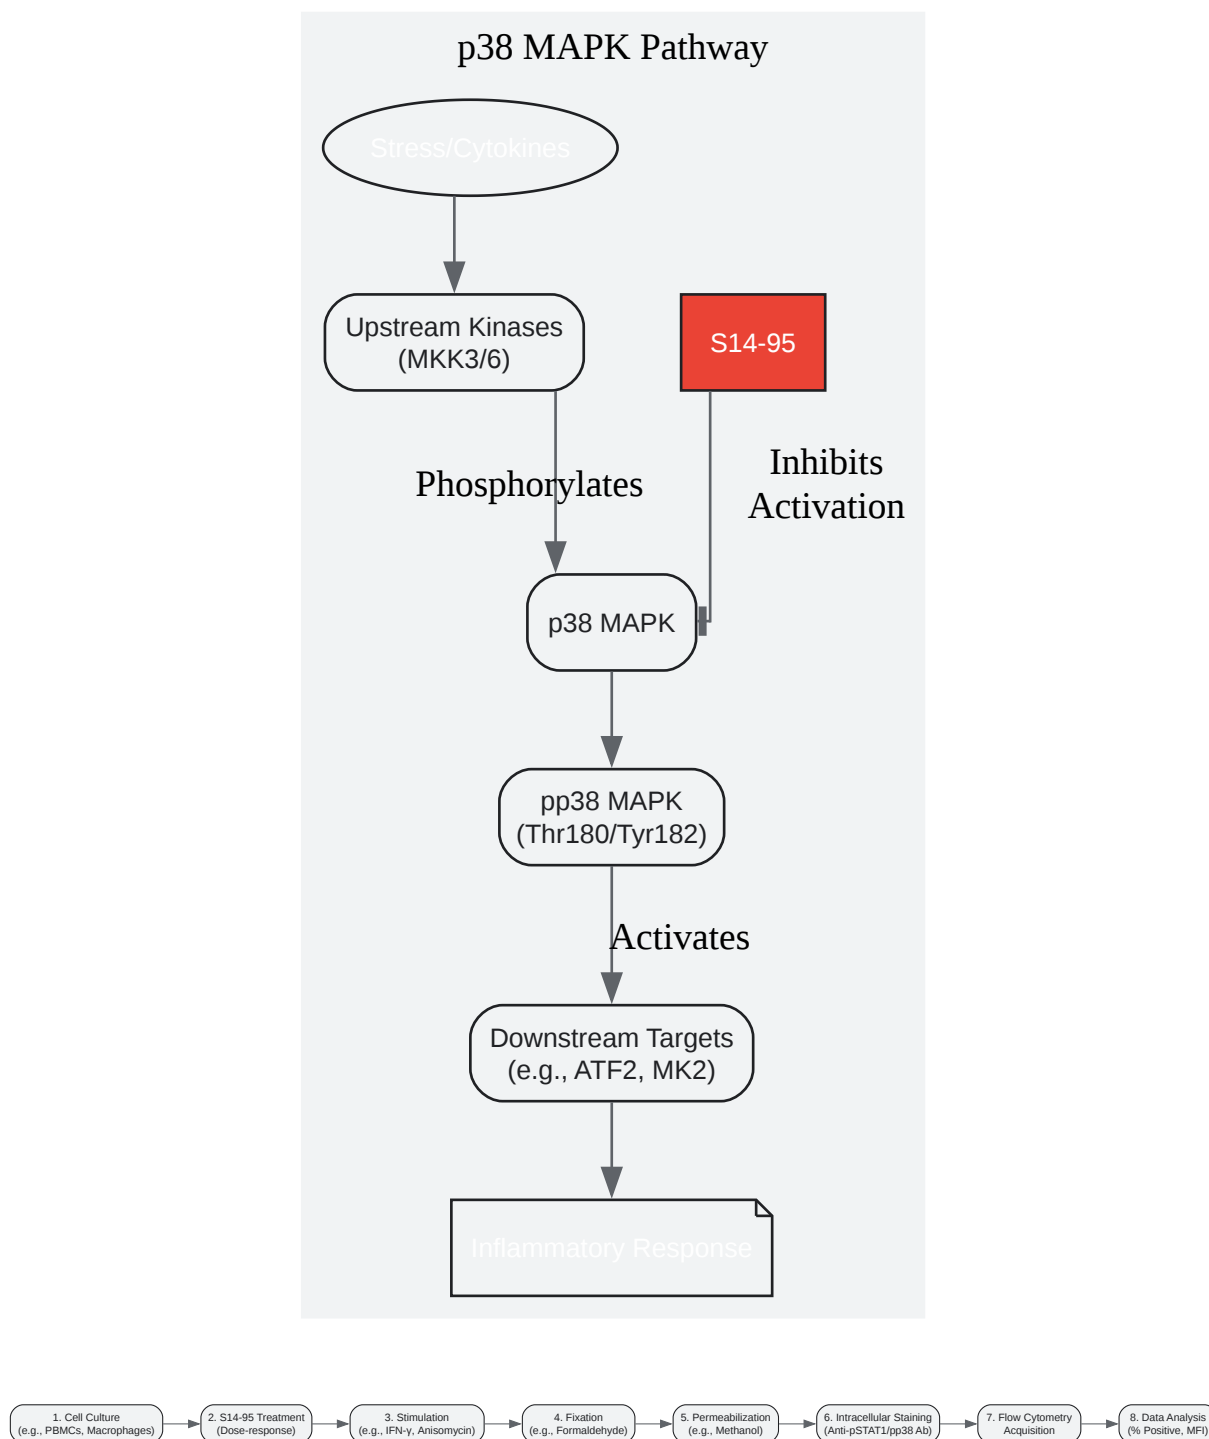 p38 MAPK Pathway
Stress/Cytokines
Upstream Kinases
(MKK3/6)
S14-95
Phosphorylates
Inhibits
Activation
p38 MAPK
pp38 MAPK
(Thr180/Tyr182)
Activates
Downstream Targets
(e.g., ATF2, MK2)
Inflammatory Response
1. Cell Culture
(e.g., PBMCs, Macrophages)
2. S14-95 Treatment
(Dose-response)
3. Stimulation
(e.g., IFN-γ, Anisomycin)
4. Fixation
(e.g., Formaldehyde)
5. Permeabilization
(e.g., Methanol)
6. Intracellular Staining
(Anti-pSTAT1/pp38 Ab)
7. Flow Cytometry
Acquisition
8. Data Analysis
(% Positive, MFI)